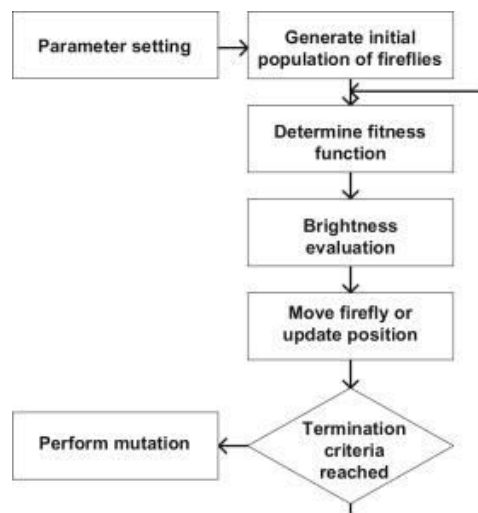 Parameter setting
Generate initial
population of fireflies
Determine fitness
function
Brightness
evaluation
Move firefly or
update position
Termination
criteria
reached
Perform mutation